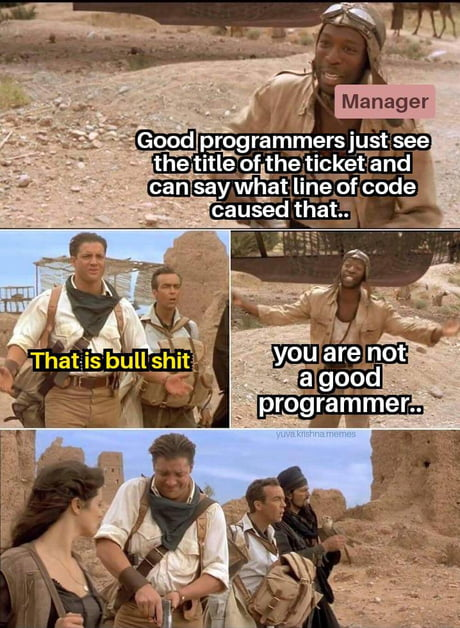 Manager
Good programmers just see
the title of the ticket and
can say what line of code
caused that..
That is bull shit
you are not
a good
programmer..
yuva.krishna.memes